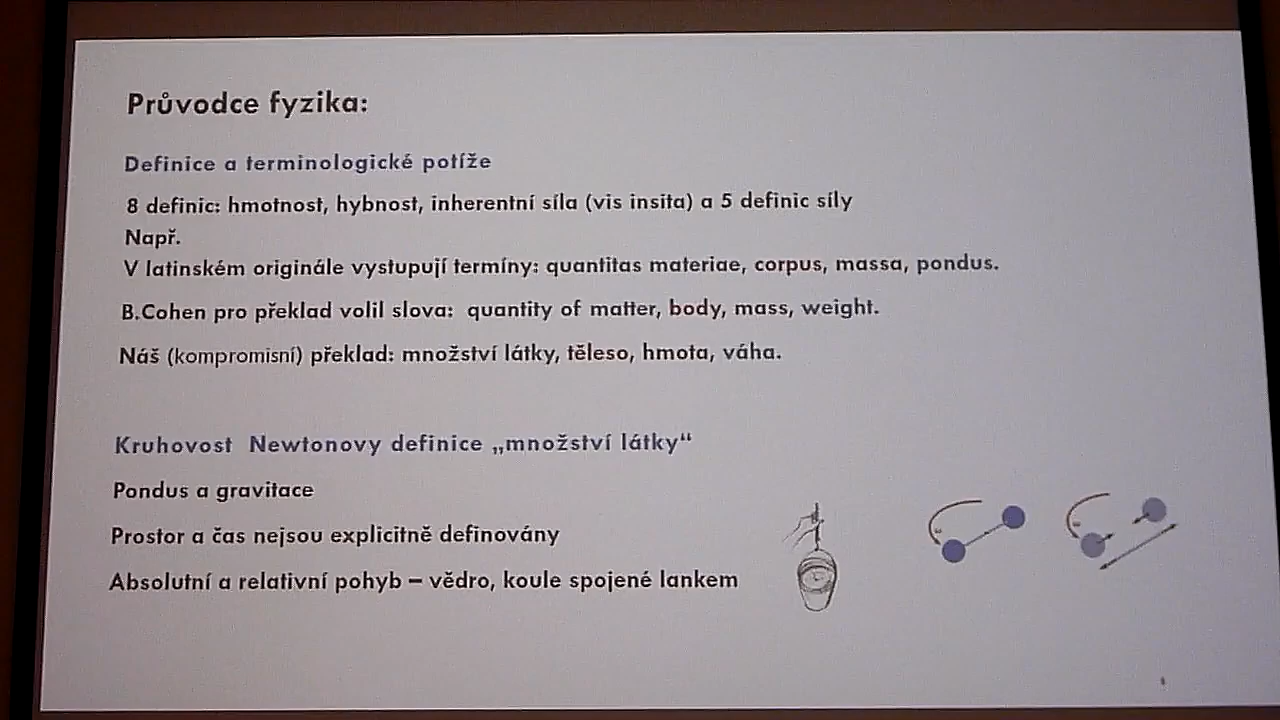 Průvodce fyzika:
Definice a terminologické potíže
8 definic: hmotnost, hybnost, inherentní síla (vis insita) a 5 definic síly
Např.
V latinském originále vystupují termíny: quantitas materiae, corpus, massa, pondus.
B.Cohen pro překlad volil slova: quantity of matter, body, mass, weight.
Náš (kompromisní) překlad: množství látky, těleso, hmota, váha.
Kruhovost Newtonovy definice „množství látky“
Pondus a gravitace
Prostor a čas nejsou explicitně definovány
Absolutní a relativní pohyb – vědro, koule spojené lankem